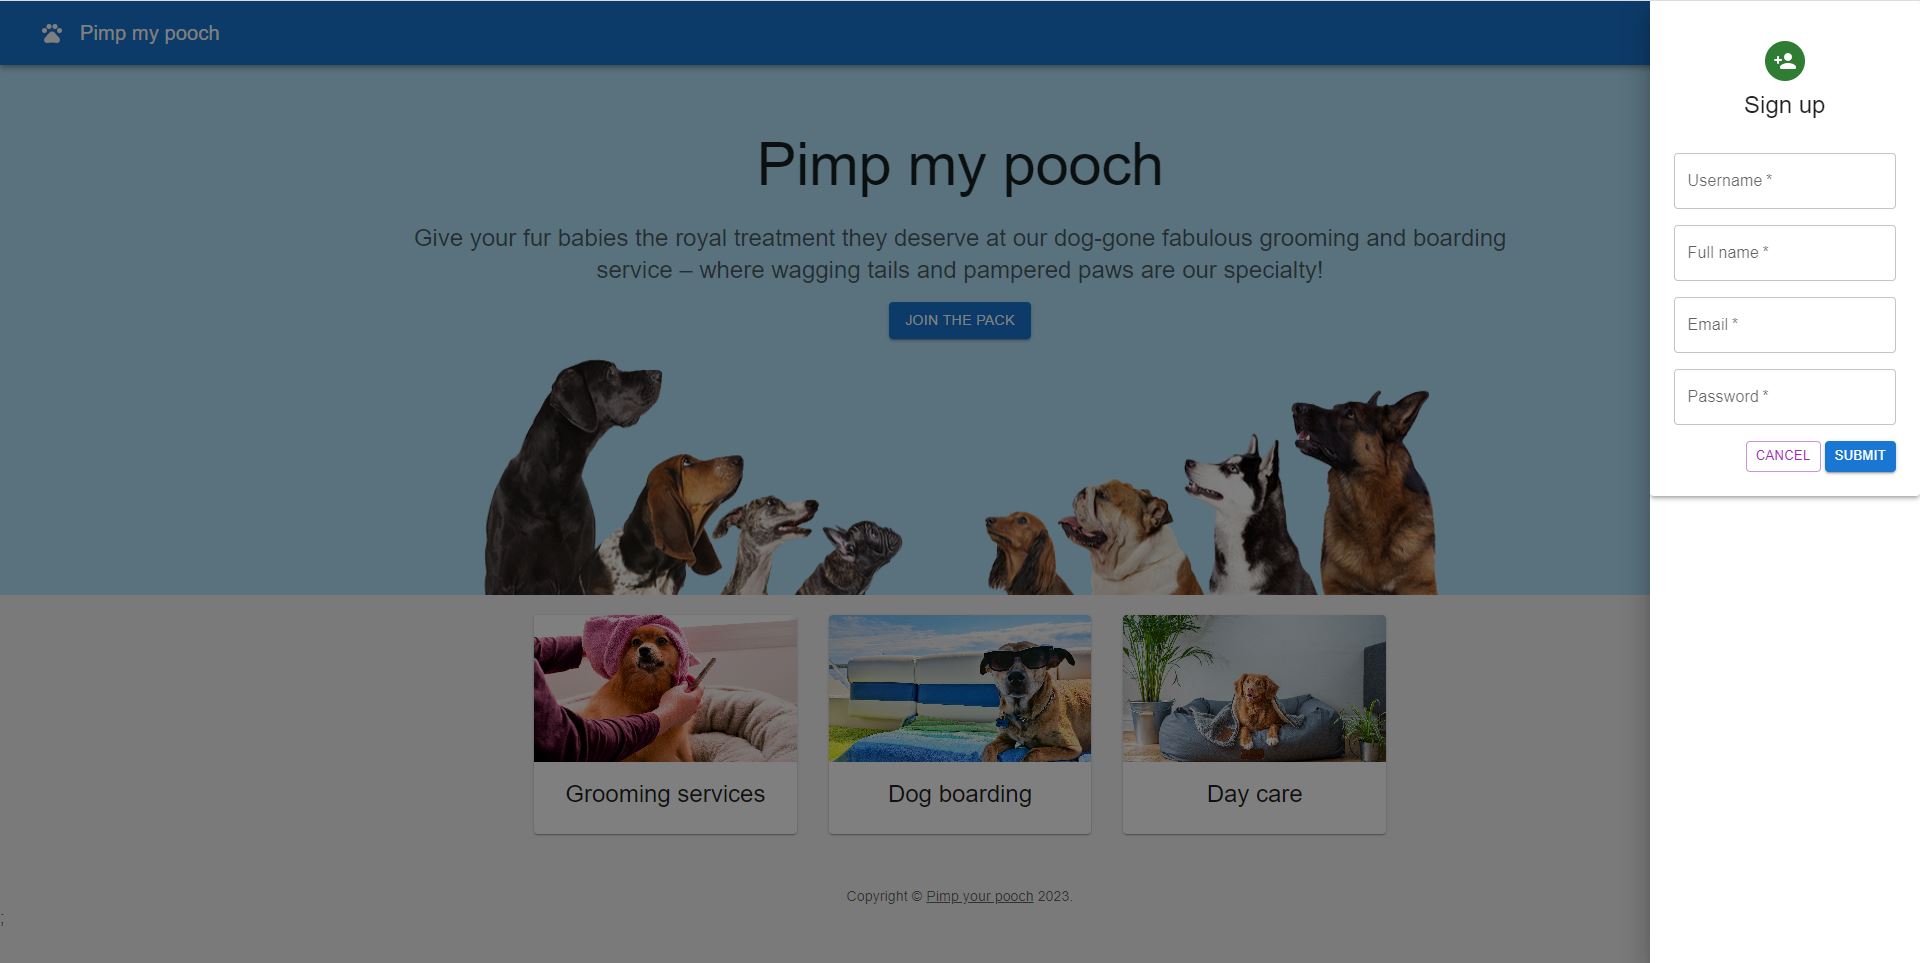 Pimp my pooch
Pimp my pooch
Give your fur babies the royal treatment they deserve at our dog-gone fabulous grooming and boarding
service – where wagging tails and pampered paws are our specialty!
JOIN THE PACK
Grooming services
Dog boarding
Day care
Copyright © Pimp your pooch 2023.
;
Sign up
Username *
Full name *
Email *
Password *
CANCEL
SUBMIT